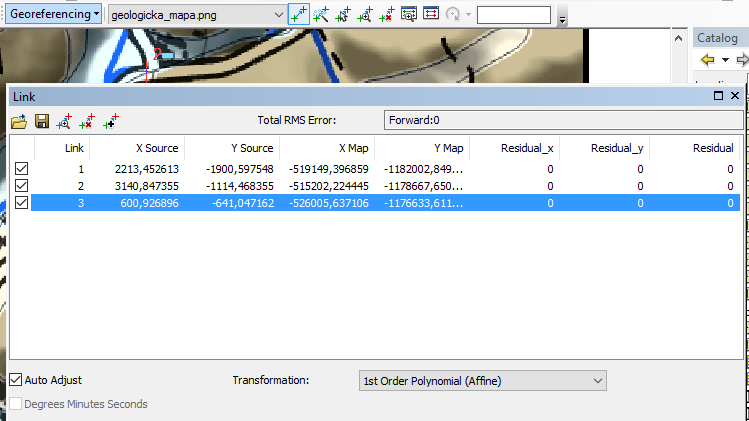 Georeferencing geologicka_mapa.png
Catalog
2
Link
Total RMS Error: Forward:0
Link X Source Y Source X Map Y Map Residual_x Residual_y Residual
1 2213,452613 -1900,597548 -519149,396859 -1182002,849... 0 0 0
2 3140,847355 -1114,468355 -515202,224445 -1178667,650... 0 0 0
3 600,926896 -641,047162 -526005,637106 -1176633,611... 0 0 0
Auto Adjust Transformation: 1st Order Polynomial (Affine)
Degrees Minutes Seconds